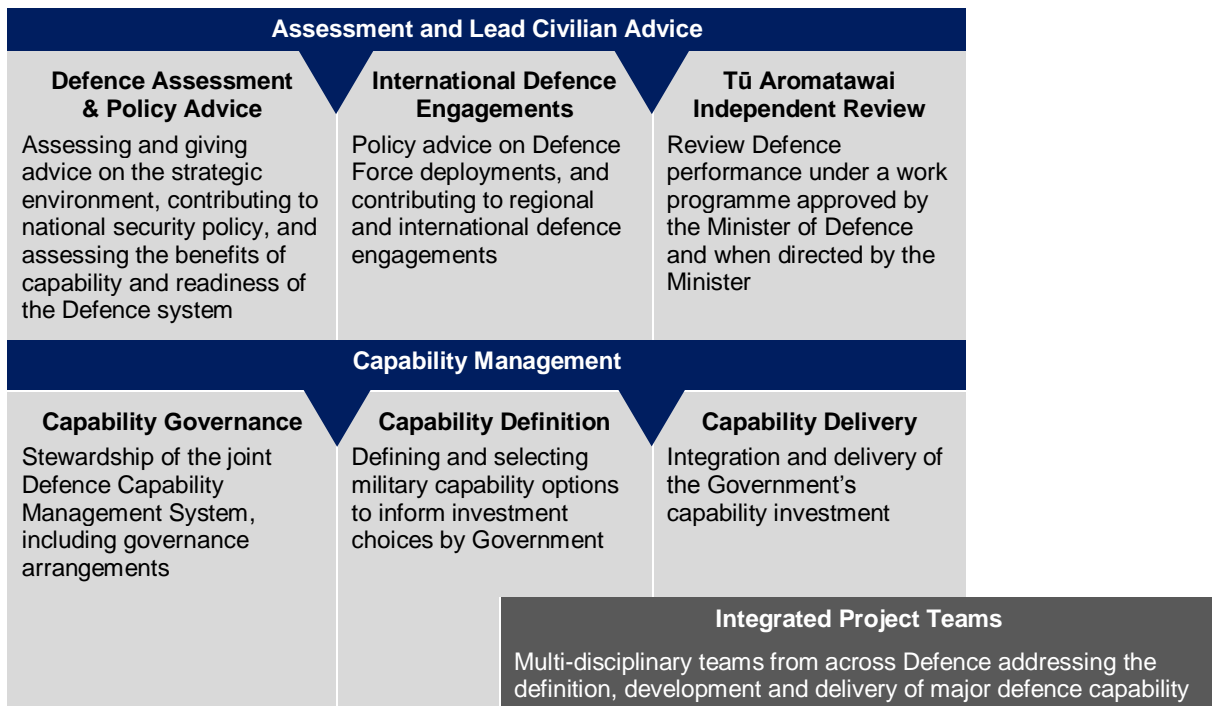 Assessment and Lead Civilian Advice
Defence Assessment
& Policy Advice
Assessing and giving
advice on the strategic
environment, contributing to
national security policy, and
assessing the benefits of
capability and readiness of
the Defence system
International Defence
Engagements
Policy advice on Defence
Force deployments, and
contributing to regional
and international defence
engagements
Tū Aromatawai
Independent Review
Review Defence
performance under a work
programme approved by
the Minister of Defence
and when directed by the
Minister
Capability Management
Capability Governance
Stewardship of the joint
Defence Capability
Management System,
including governance
arrangements
Capability Definition
Defining and selecting
military capability options
to inform investment
choices by Government
Capability Delivery
Integration and delivery of
the Government’s
capability investment
Integrated Project Teams
Multi-disciplinary teams from across Defence addressing the
definition, development and delivery of major defence capability